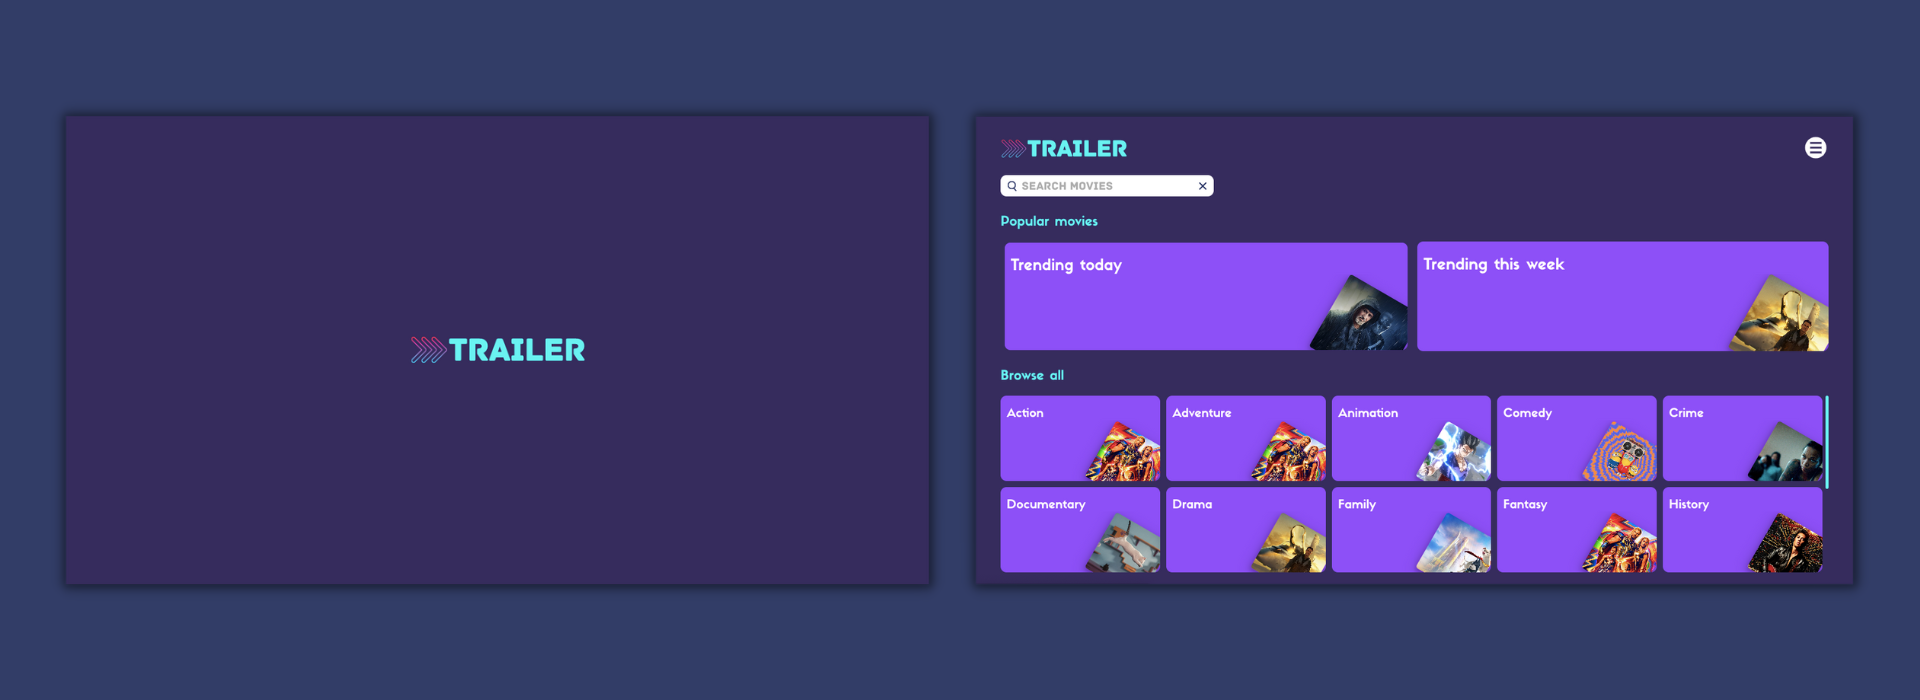 TRAILER
TRAILER
SEARCH MOVIES
Popular movies
Trending today
Trending this week
Browse all
Action
Adventure
Animation
Comedy
Crime
Documentary
Drama
Family
Fantasy
History